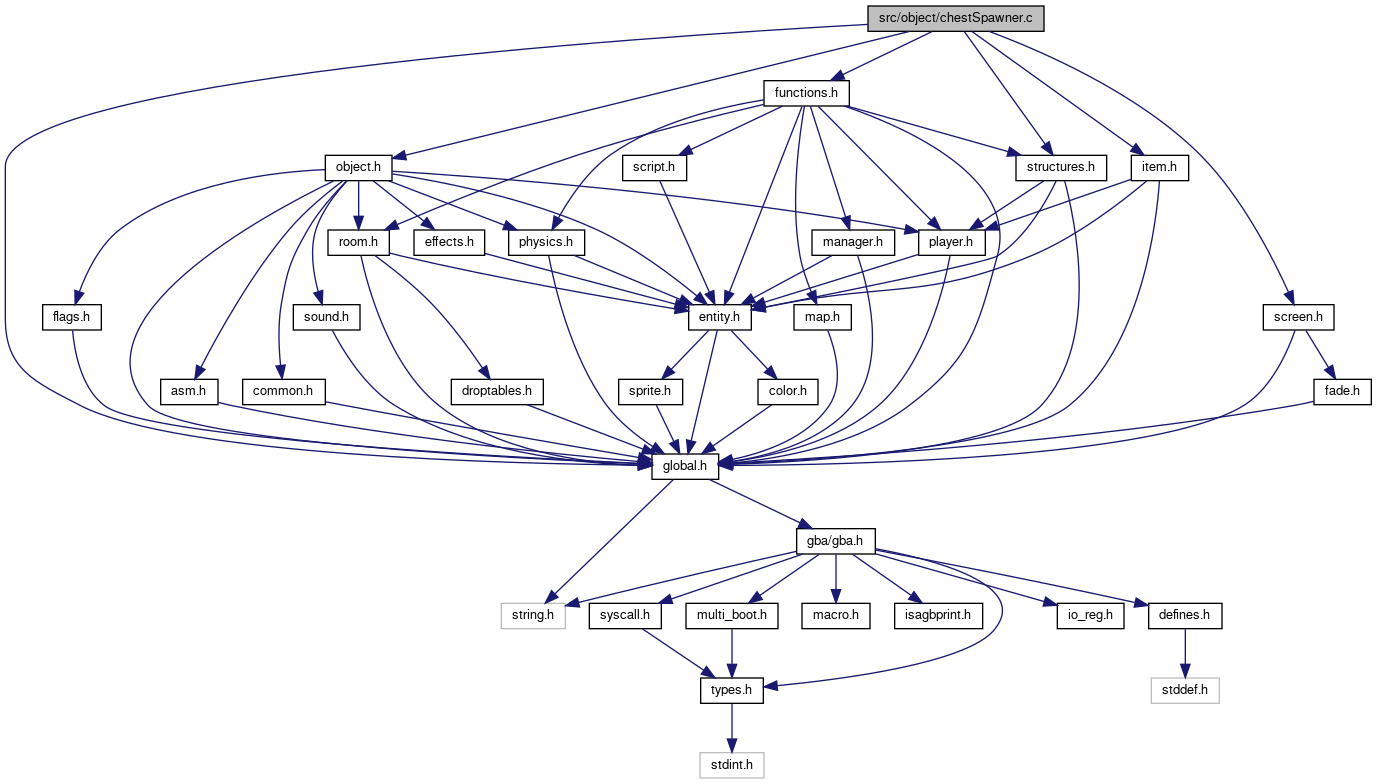 src/object/chestSpawner.c
functions.h
object.h
script.h
structures.h
item.h
room.h
effects.h
physics.h
manager.h
player.h
flags.h
sound.h
entity.h
map.h
screen.h
asm.h
common.h
droptables.h
sprite.h
color.h
fade.h
global.h
gba/gba.h
string.h
syscall.h
multi_boot.h
macro.h
isagbprint.h
io_reg.h
defines.h
types.h
stddef.h
stdint.h